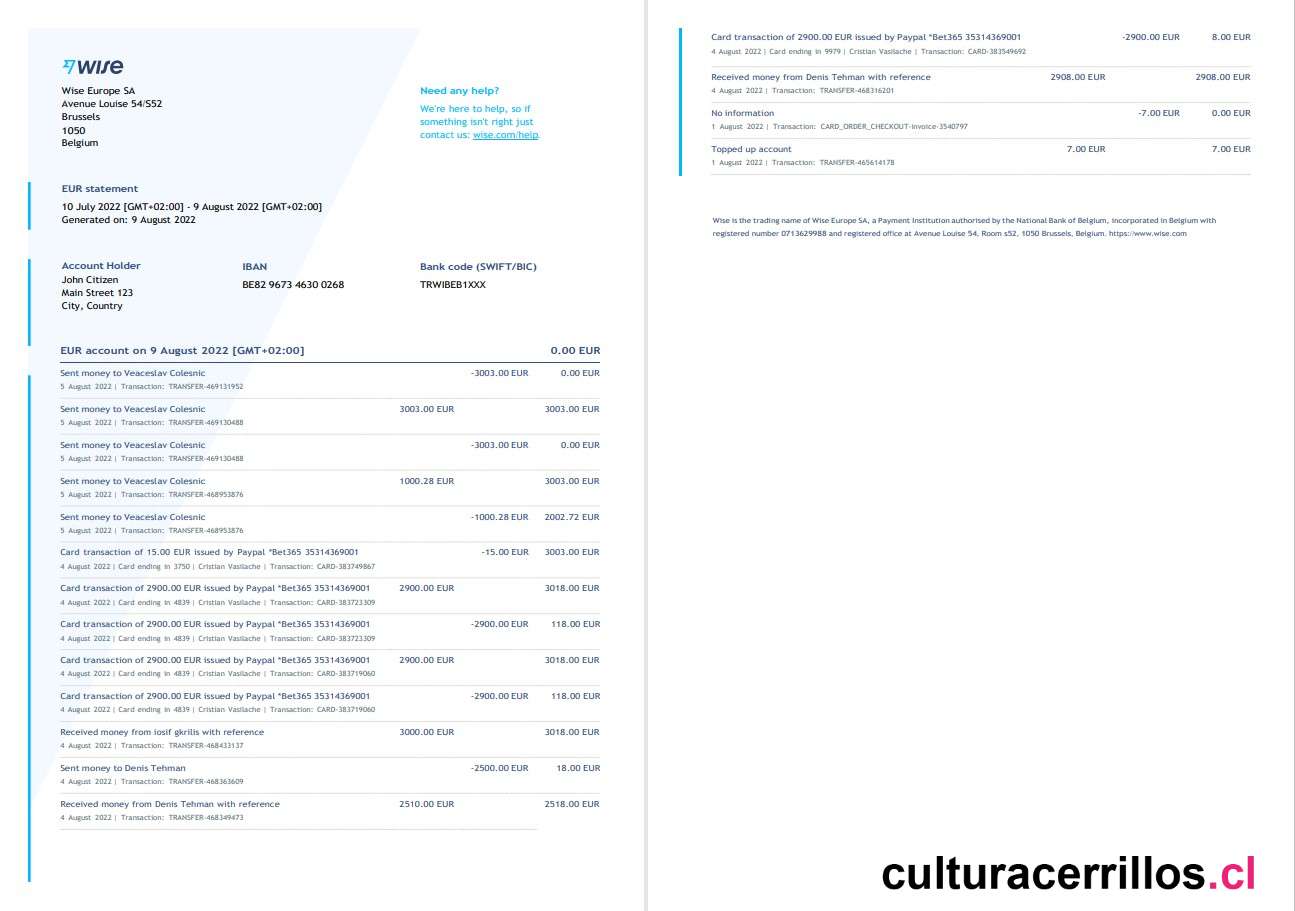 wise
Wise Europe SA
Avenue Louise 54/S52
Brussels
1050
Belgium
Need any help?
We're here to help, so if
something isn't right just
contact us: wise.com/help.
EUR statement
10 July 2022 [GMT+02:00] - 9 August 2022 [GMT+02:00]
Generated on: 9 August 2022
Account Holder
John Citizen
Main Street 123
City, Country
IBAN
BE82 9673 4630 0268
Bank code (SWIFT/BIC)
TRWIBEB1XXX
EUR account on 9 August 2022 [GMT+02:00] 0.00 EUR
Sent money to Veaceslav Colesnic -3003.00 EUR 0.00 EUR
5 August 2022 | Transaction: TRANSFER-469131952
Sent money to Veaceslav Colesnic 3003.00 EUR 3003.00 EUR
5 August 2022 | Transaction: TRANSFER-469130488
Sent money to Veaceslav Colesnic -3003.00 EUR 0.00 EUR
5 August 2022 | Transaction: TRANSFER-469130488
Sent money to Veaceslav Colesnic 1000.28 EUR 3003.00 EUR
5 August 2022 | Transaction: TRANSFER-468953876
Sent money to Veaceslav Colesnic -1000.28 EUR 2002.72 EUR
5 August 2022 | Transaction: TRANSFER-468953876
Card transaction of 15.00 EUR issued by Paypal *Bet365 35314369001 -15.00 EUR 3003.00 EUR
4 August 2022 | Card ending in 3750 | Cristian Vasilache | Transaction: CARD-383749867
Card transaction of 2900.00 EUR issued by Paypal *Bet365 35314369001 2900.00 EUR 3018.00 EUR
4 August 2022 | Card ending in 4839 | Cristian Vasilache | Transaction: CARD-383723309
Card transaction of 2900.00 EUR issued by Paypal *Bet365 35314369001 -2900.00 EUR 118.00 EUR
4 August 2022 | Card ending in 4839 | Cristian Vasilache | Transaction: CARD-383723309
Card transaction of 2900.00 EUR issued by Paypal *Bet365 35314369001 2900.00 EUR 3018.00 EUR
4 August 2022 | Card ending in 4839 | Cristian Vasilache | Transaction: CARD-383719060
Card transaction of 2900.00 EUR issued by Paypal *Bet365 35314369001 -2900.00 EUR 118.00 EUR
4 August 2022 | Card ending in 4839 | Cristian Vasilache | Transaction: CARD-383719060
Received money from iosif gkrilis with reference 3000.00 EUR 3018.00 EUR
4 August 2022 | Transaction: TRANSFER-468433137
Sent money to Denis Tehman -2500.00 EUR 18.00 EUR
4 August 2022 | Transaction: TRANSFER-468363609
Received money from Denis Tehman with reference 2510.00 EUR 2518.00 EUR
4 August 2022 | Transaction: TRANSFER-468349473
Card transaction of 2900.00 EUR issued by Paypal *Bet365 35314369001 -2900.00 EUR 8.00 EUR
4 August 2022 | Card ending in 9979 | Cristian Vasilache | Transaction: CARD-383549692
Received money from Denis Tehman with reference 2908.00 EUR 2908.00 EUR
4 August 2022 | Transaction: TRANSFER-468316201
No information -7.00 EUR 0.00 EUR
1 August 2022 | Transaction: CARD_ORDER_CHECKOUT-invoice-3540797
Topped up account 7.00 EUR 7.00 EUR
1 August 2022 | Transaction: TRANSFER-465614178
Wise is the trading name of Wise Europe SA, a Payment Institution authorised by the National Bank of Belgium, incorporated in Belgium with
registered number 0713629988 and registered office at Avenue Louise 54, Room s52, 1050 Brussels, Belgium. https://www.wise.com
culturacerrillos.cl